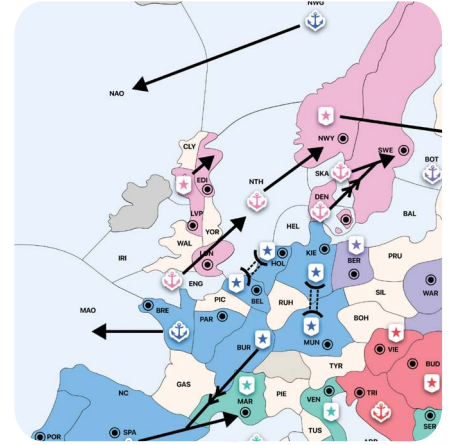 NWG
NAO
CLY
NWY
SWE
SKA
BOT
EDI
NTH
DEN
LVP
YOR
HEL
BAL
WAL
LON
IRI
HOL
KIE
BER
PRU
ENG
BEL
RUH
SIL
WAR
MAO
BRE
PIC
PAR
BOH
BUR
MUN
VIE
TYR
BUD
GAS
MAR
PIE
VEN
TRI
NC
TUS
SER
POR
SPA